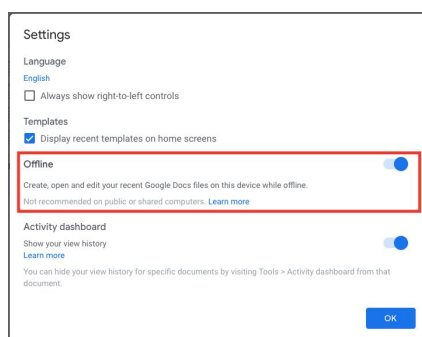 Settings
Language
English
Always show right-to-left controls
Templates
Display recent templates on home screens
Offline
Create, open and edit your recent Google Docs files on this device while offline.
Not recommended on public or shared computers. Learn more
Activity dashboard
Show your view history
Learn more
You can hide your view history for specific documents by visiting Tools > Activity dashboard from that
document.
OK